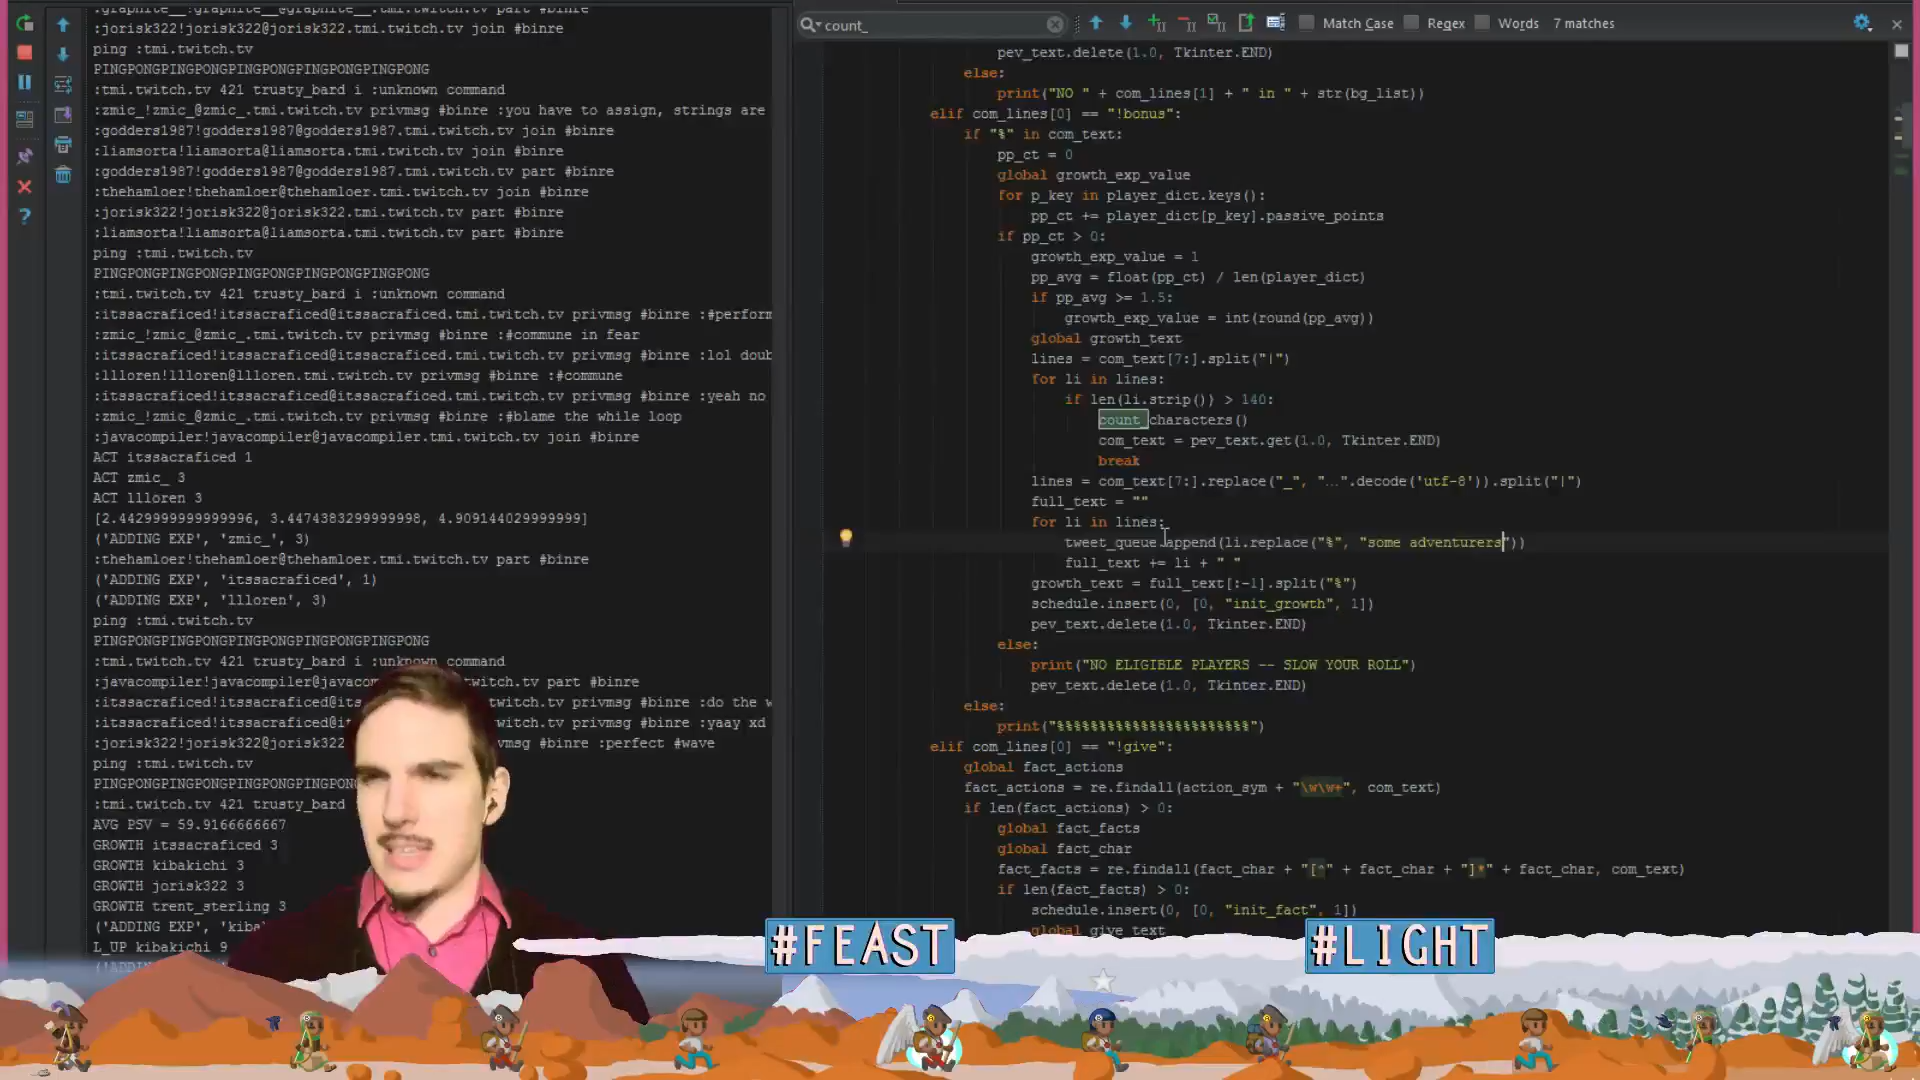 :graphite__!graphite__@graphite__.tmi.twitch.tv part #binre
:jorisk322!jorisk322@jorisk322.tmi.twitch.tv join #binre
ping :tmi.twitch.tv
PINGPONGPINGPONGPINGPONGPINGPONGPINGPONG
:tmi.twitch.tv 421 trusty_bard i :unknown command
:zmic_!zmic_@zmic_.tmi.twitch.tv privmsg #binre :you have to assign, strings are
:godders1987!godders1987@godders1987.tmi.twitch.tv join #binre
:liamsorta!liamsorta@liamsorta.tmi.twitch.tv join #binre
:godders1987!godders1987@godders1987.tmi.twitch.tv part #binre
:thehamloer!thehamloer@thehamloer.tmi.twitch.tv join #binre
:jorisk322!jorisk322@jorisk322.tmi.twitch.tv part #binre
:liamsorta!liamsorta@liamsorta.tmi.twitch.tv part #binre
ping :tmi.twitch.tv
PINGPONGPINGPONGPINGPONGPINGPONGPINGPONG
:tmi.twitch.tv 421 trusty_bard i :unknown command
:itssacraficed!itssacraficed@itssacraficed.tmi.twitch.tv privmsg #binre :#perform
:zmic_!zmic_@zmic_.tmi.twitch.tv privmsg #binre :#commune in fear
:itssacraficed!itssacraficed@itssacraficed.tmi.twitch.tv privmsg #binre :lol doub
:llloren!llloren@llloren.tmi.twitch.tv privmsg #binre :#commune
:itssacraficed!itssacraficed@itssacraficed.tmi.twitch.tv privmsg #binre :yeah no
:zmic_!zmic_@zmic_.tmi.twitch.tv privmsg #binre :#blame the while loop
:javacompiler!javacompiler@javacompiler.tmi.twitch.tv join #binre
ACT itssacraficed 1
ACT zmic_ 3
ACT llloren 3
[2.4429999999999996, 3.4474383299999998, 4.909144029999999]
('ADDING EXP', 'zmic_', 3)
:thehamloer!thehamloer@thehamloer.tmi.twitch.tv part #binre
('ADDING EXP', 'itssacraficed', 1)
('ADDING EXP', 'llloren', 3)
ping :tmi.twitch.tv
PINGPONGPINGPONGPINGPONGPINGPONGPINGPONG
:tmi.twitch.tv 421 trusty_bard i :unknown command
:javacompiler!javacompiler@javaco tmi.twitch.tv part #binre
:itssacraficed!itssacraficed@its witch.tv privmsg #binre :do the w
:itssacraficed!itssacraficed@it witch.tv privmsg #binre :yaay xd
:jorisk322!jorisk322@jorisk322 vmsg #binre :perfect #wave
ping :tmi.twitch.tv
PINGPONGPINGPONGPINGPONGPINGPON
:tmi.twitch.tv 421 trusty_bard
AVG PSV = 59.9166666667
GROWTH itssacraficed 3
GROWTH kibakichi 3
GROWTH jorisk322 3
GROWTH trent_sterling 3
('ADDING EXP', 'kiba
L_UP kibakichi 9
count_ Match Case Regex Words 7 matches
pev_text.delete(1.0, Tkinter.END)
else:
print("NO " + com_lines[1] + " in " + str(bg_list))
elif com_lines[0] == "!bonus":
if "%" in com_text:
pp_ct = 0
global growth_exp_value
for p_key in player_dict.keys():
pp_ct += player_dict[p_key].passive_points
if pp_ct > 0:
growth_exp_value = 1
pp_avg = float(pp_ct) / len(player_dict)
if pp_avg >= 1.5:
growth_exp_value = int(round(pp_avg))
global growth_text
lines = com_text[7:].split("|")
for li in lines:
if len(li.strip()) > 140:
count_characters()
com_text = pev_text.get(1.0, Tkinter.END)
break
lines = com_text[7:].replace("_", "…".decode('utf-8')).split("|")
full_text = ""
for li in lines:
tweet_queue.append(li.replace("%", "some adventurers"))
full_text += li + " "
growth_text = full_text[:-1].split("%")
schedule.insert(0, [0, "init_growth", 1])
pev_text.delete(1.0, Tkinter.END)
else:
print("NO ELIGIBLE PLAYERS -- SLOW YOUR ROLL")
pev_text.delete(1.0, Tkinter.END)
else:
print("%%%%%%%%%%%%%%%%%%%%%%%")
elif com_lines[0] == "!give":
global fact_actions
fact_actions = re.findall(action_sym + "\w\w+", com_text)
if len(fact_actions) > 0:
global fact_facts
global fact_char
fact_facts = re.findall(fact_char + "[^" + fact_char + "]*" + fact_char, com_text)
if len(fact_facts) > 0:
schedule.insert(0, [0, "init_fact", 1])
global give_text
#FEAST
#LIGHT